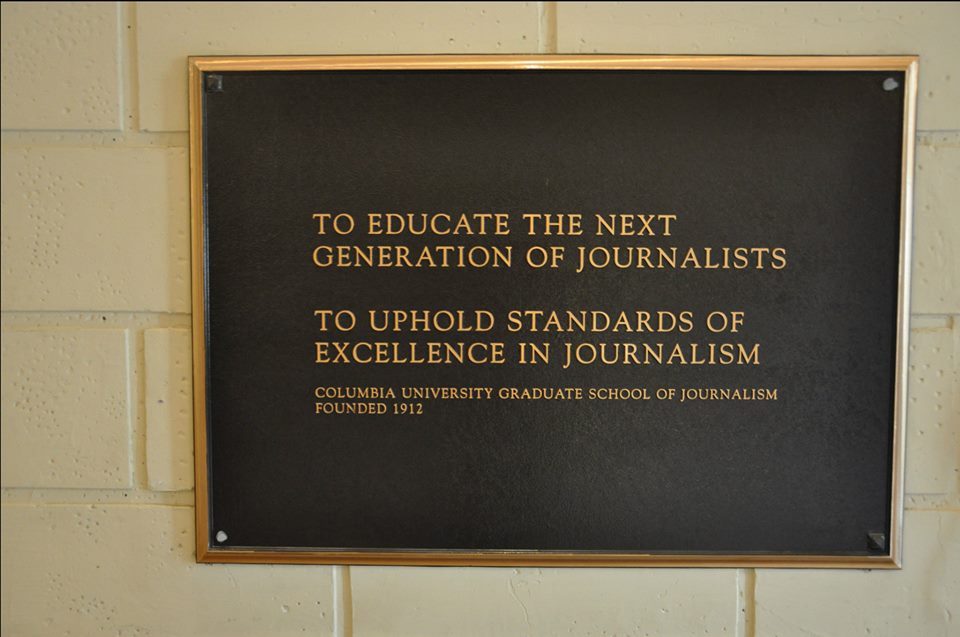 TO EDUCATE THE NEXT
GENERATION OF JOURNALISTS
TO UPHOLD STANDARDS OF
EXCELLENCE IN JOURNALISM
COLUMBIA UNIVERSITY GRADUATE SCHOOL OF JOURNALISM
FOUNDED 1912